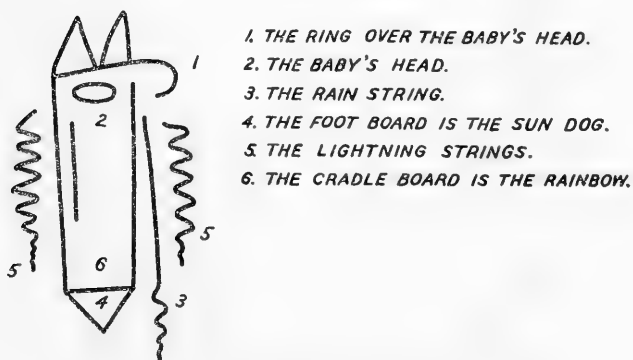 1. THE RING OVER THE BABY'S HEAD.
2. THE BABY'S HEAD.
3. THE RAIN STRING.
4. THE FOOT BOARD IS THE SUN DOG.
5. THE LIGHTNING STRINGS.
6. THE CRADLE BOARD IS THE RAINBOW.
1
2
5
6
5
4
3